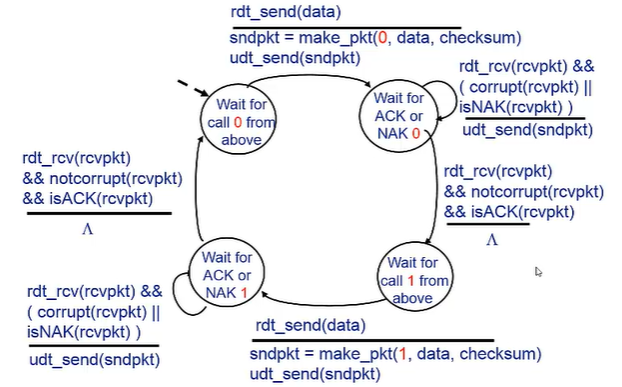 rdt_send(data)
sndpkt = make_pkt(0, data, checksum)
udt_send(sndpkt)
Wait for
call 0 from
above
Wait for
ACK or
NAK 0
rdt_rcv(rcvpkt) &&
( corrupt(rcvpkt) ||
isNAK(rcvpkt) )
udt_send(sndpkt)
rdt_rcv(rcvpkt)
&& notcorrupt(rcvpkt)
&& isACK(rcvpkt)
Λ
rdt_rcv(rcvpkt)
&& notcorrupt(rcvpkt)
&& isACK(rcvpkt)
Λ
Wait for
ACK or
NAK 1
Wait for
call 1 from
above
rdt_rcv(rcvpkt) &&
( corrupt(rcvpkt) ||
isNAK(rcvpkt) )
udt_send(sndpkt)
rdt_send(data)
sndpkt = make_pkt(1, data, checksum)
udt_send(sndpkt)